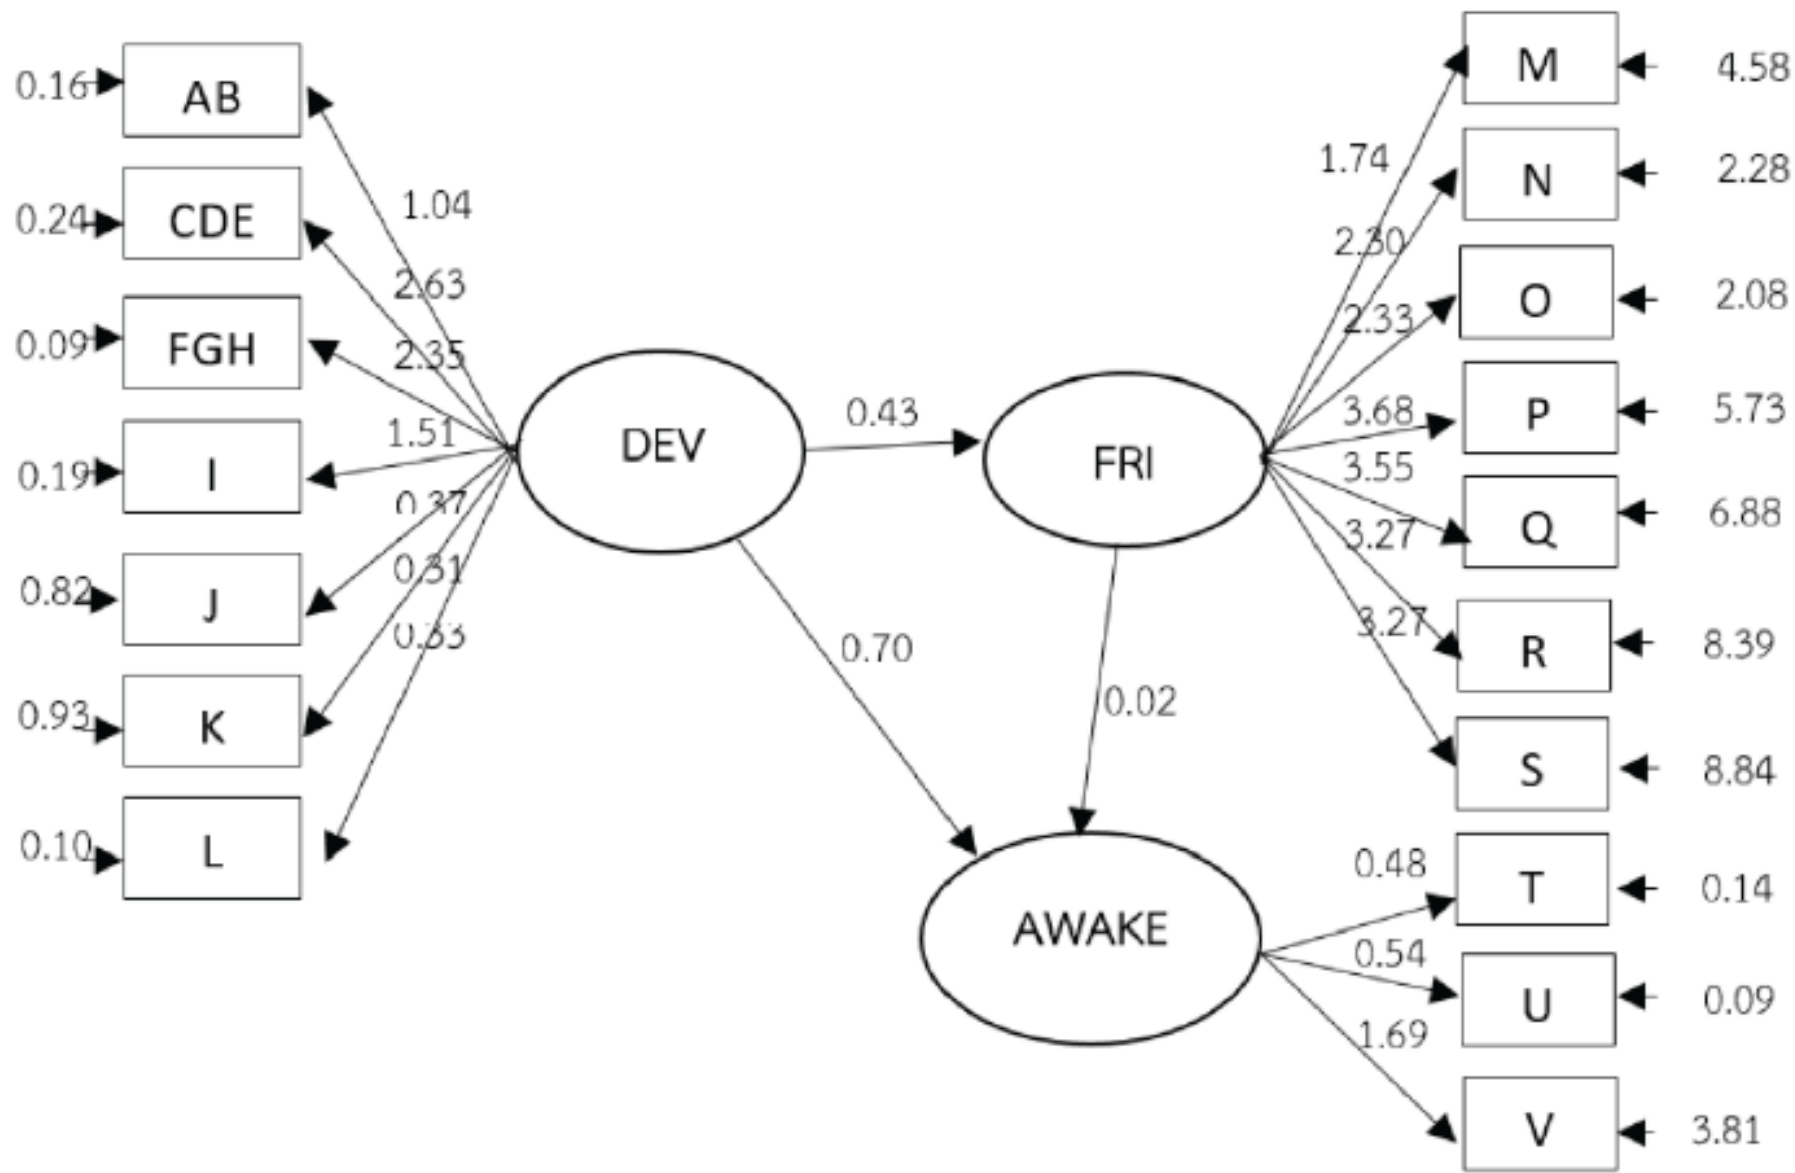 0.16 AB
1.04
0.24 CDE
2.63
0.09 FGH
2.35
0.19 I
1.51
0.37
0.82 J
0.31
0.93 K
0.33
0.10 L
DEV
0.43
FRI
0.70
0.02
AWAKE
1.74
M 4.58
2.30
N 2.28
2.33
O 2.08
3.68
P 5.73
3.55
Q 6.88
3.27
R 8.39
3.27
S 8.84
0.48
T 0.14
0.54
U 0.09
1.69
V 3.81